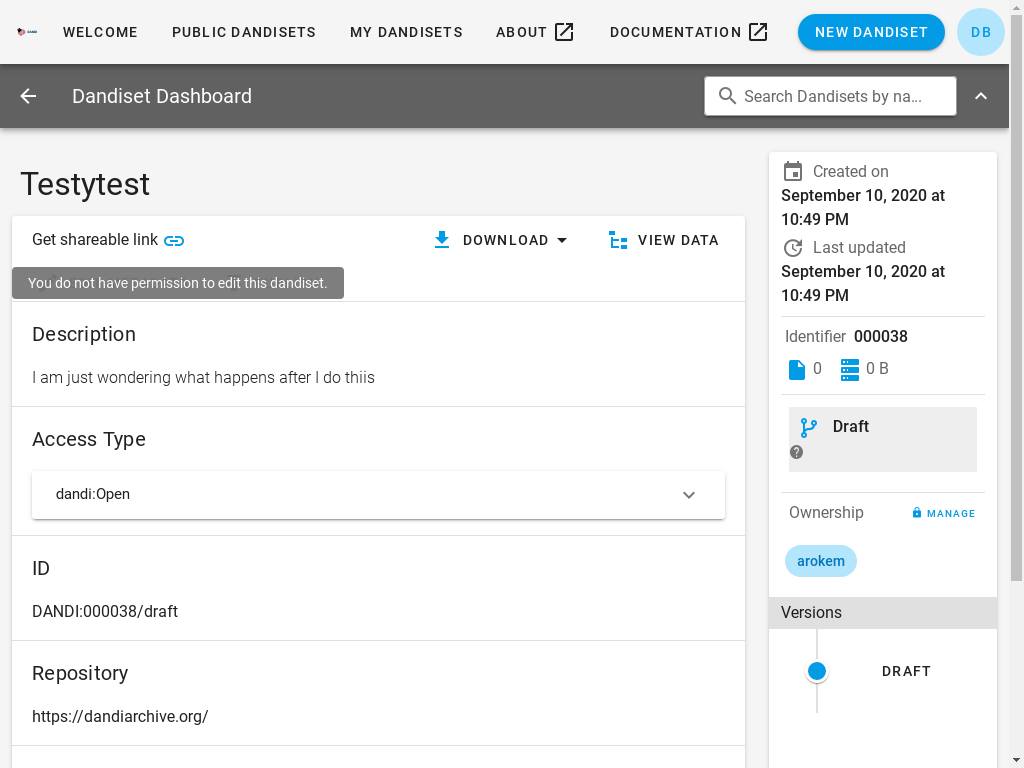 WELCOME PUBLIC DANDISETS MY DANDISETS ABOUT DOCUMENTATION NEW DANDISET DB
Dandiset Dashboard Search Dandisets by na...
Testytest
Get shareable link DOWNLOAD VIEW DATA
You do not have permission to edit this dandiset.
Description
I am just wondering what happens after I do thiis
Access Type
dandi:Open
ID
DANDI:000038/draft
Repository
https://dandiarchive.org/
Created on
September 10, 2020 at
10:49 PM
Last updated
September 10, 2020 at
10:49 PM
Identifier 000038
0 0 B
Draft
Ownership MANAGE
arokem
Versions
DRAFT